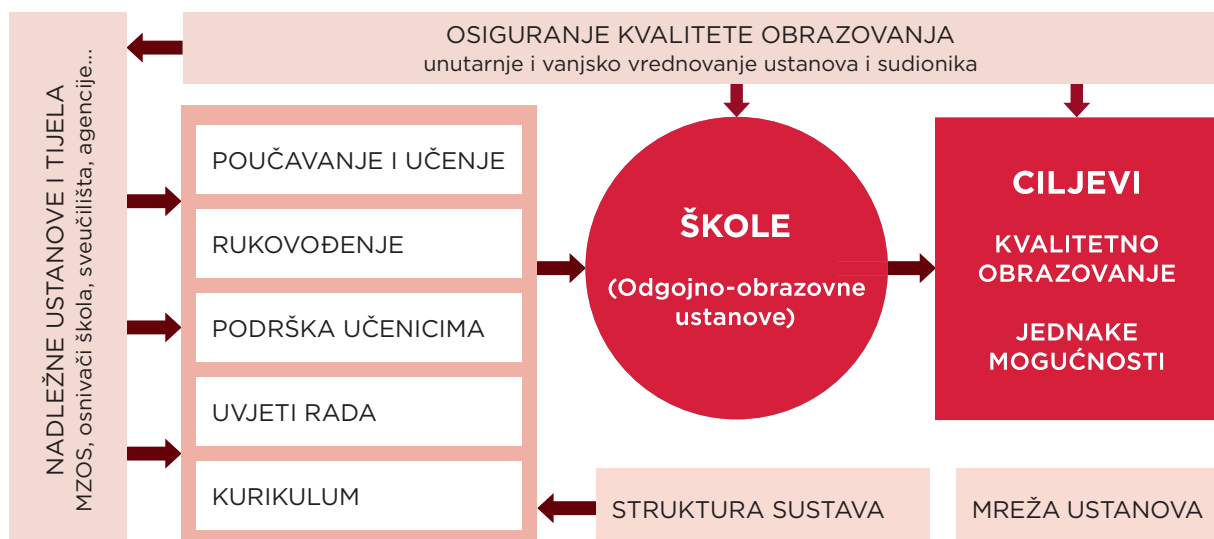 OSIGURANJE KVALITETE OBRAZOVANJA
unutarnje i vanjsko vrednovanje ustanova i sudionika
NADLEŽNE USTANOVE I TIJELA
MZOS, osnivači škola, sveučilišta, agencije...
POUČAVANJE I UČENJE
RUKOVOĐENJE
PODRŠKA UČENICIMA
UVJETI RADA
KURIKULUM
ŠKOLE
(Odgojno-obrazovne
ustanove)
CILJEVI
KVALITETNO
OBRAZOVANJE
JEDNAKE
MOGUĆNOSTI
STRUKTURA SUSTAVA
MREŽA USTANOVA